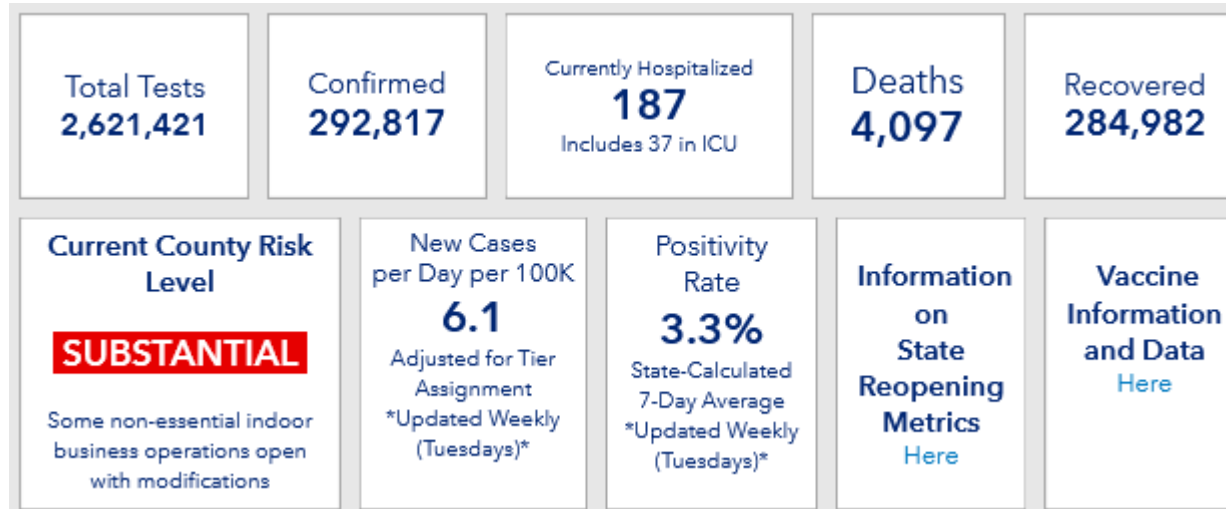 Total Tests
2,621,421
Confirmed
292,817
Currently Hospitalized
187
Includes 37 in ICU
Deaths
4,097
Recovered
284,982
Current County Risk
Level
SUBSTANTIAL
Some non-essential indoor
business operations open
with modifications
New Cases
per Day per 100K
6.1
Adjusted for Tier
Assignment
*Updated Weekly
(Tuesdays)*
Positivity
Rate
3.3%
State-Calculated
7-Day Average
*Updated Weekly
(Tuesdays)*
Information
on
State
Reopening
Metrics
Here
Vaccine
Information
and Data
Here